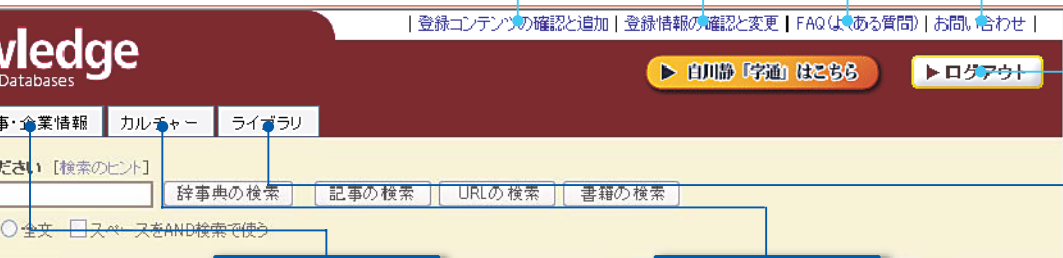 | 登録コンテンツの確認と追加 | 登録情報の確認と変更 | FAQ(よくある質問) | お問い合わせ |
wledge
Databases
白川静『字通』はこちら
ログアウト
事・企業情報 カルチャー ライブラリ
ださい [検索のヒント]
辞事典の検索 記事の検索 URLの検索 書籍の検索
全文 スペースをAND検索で使う